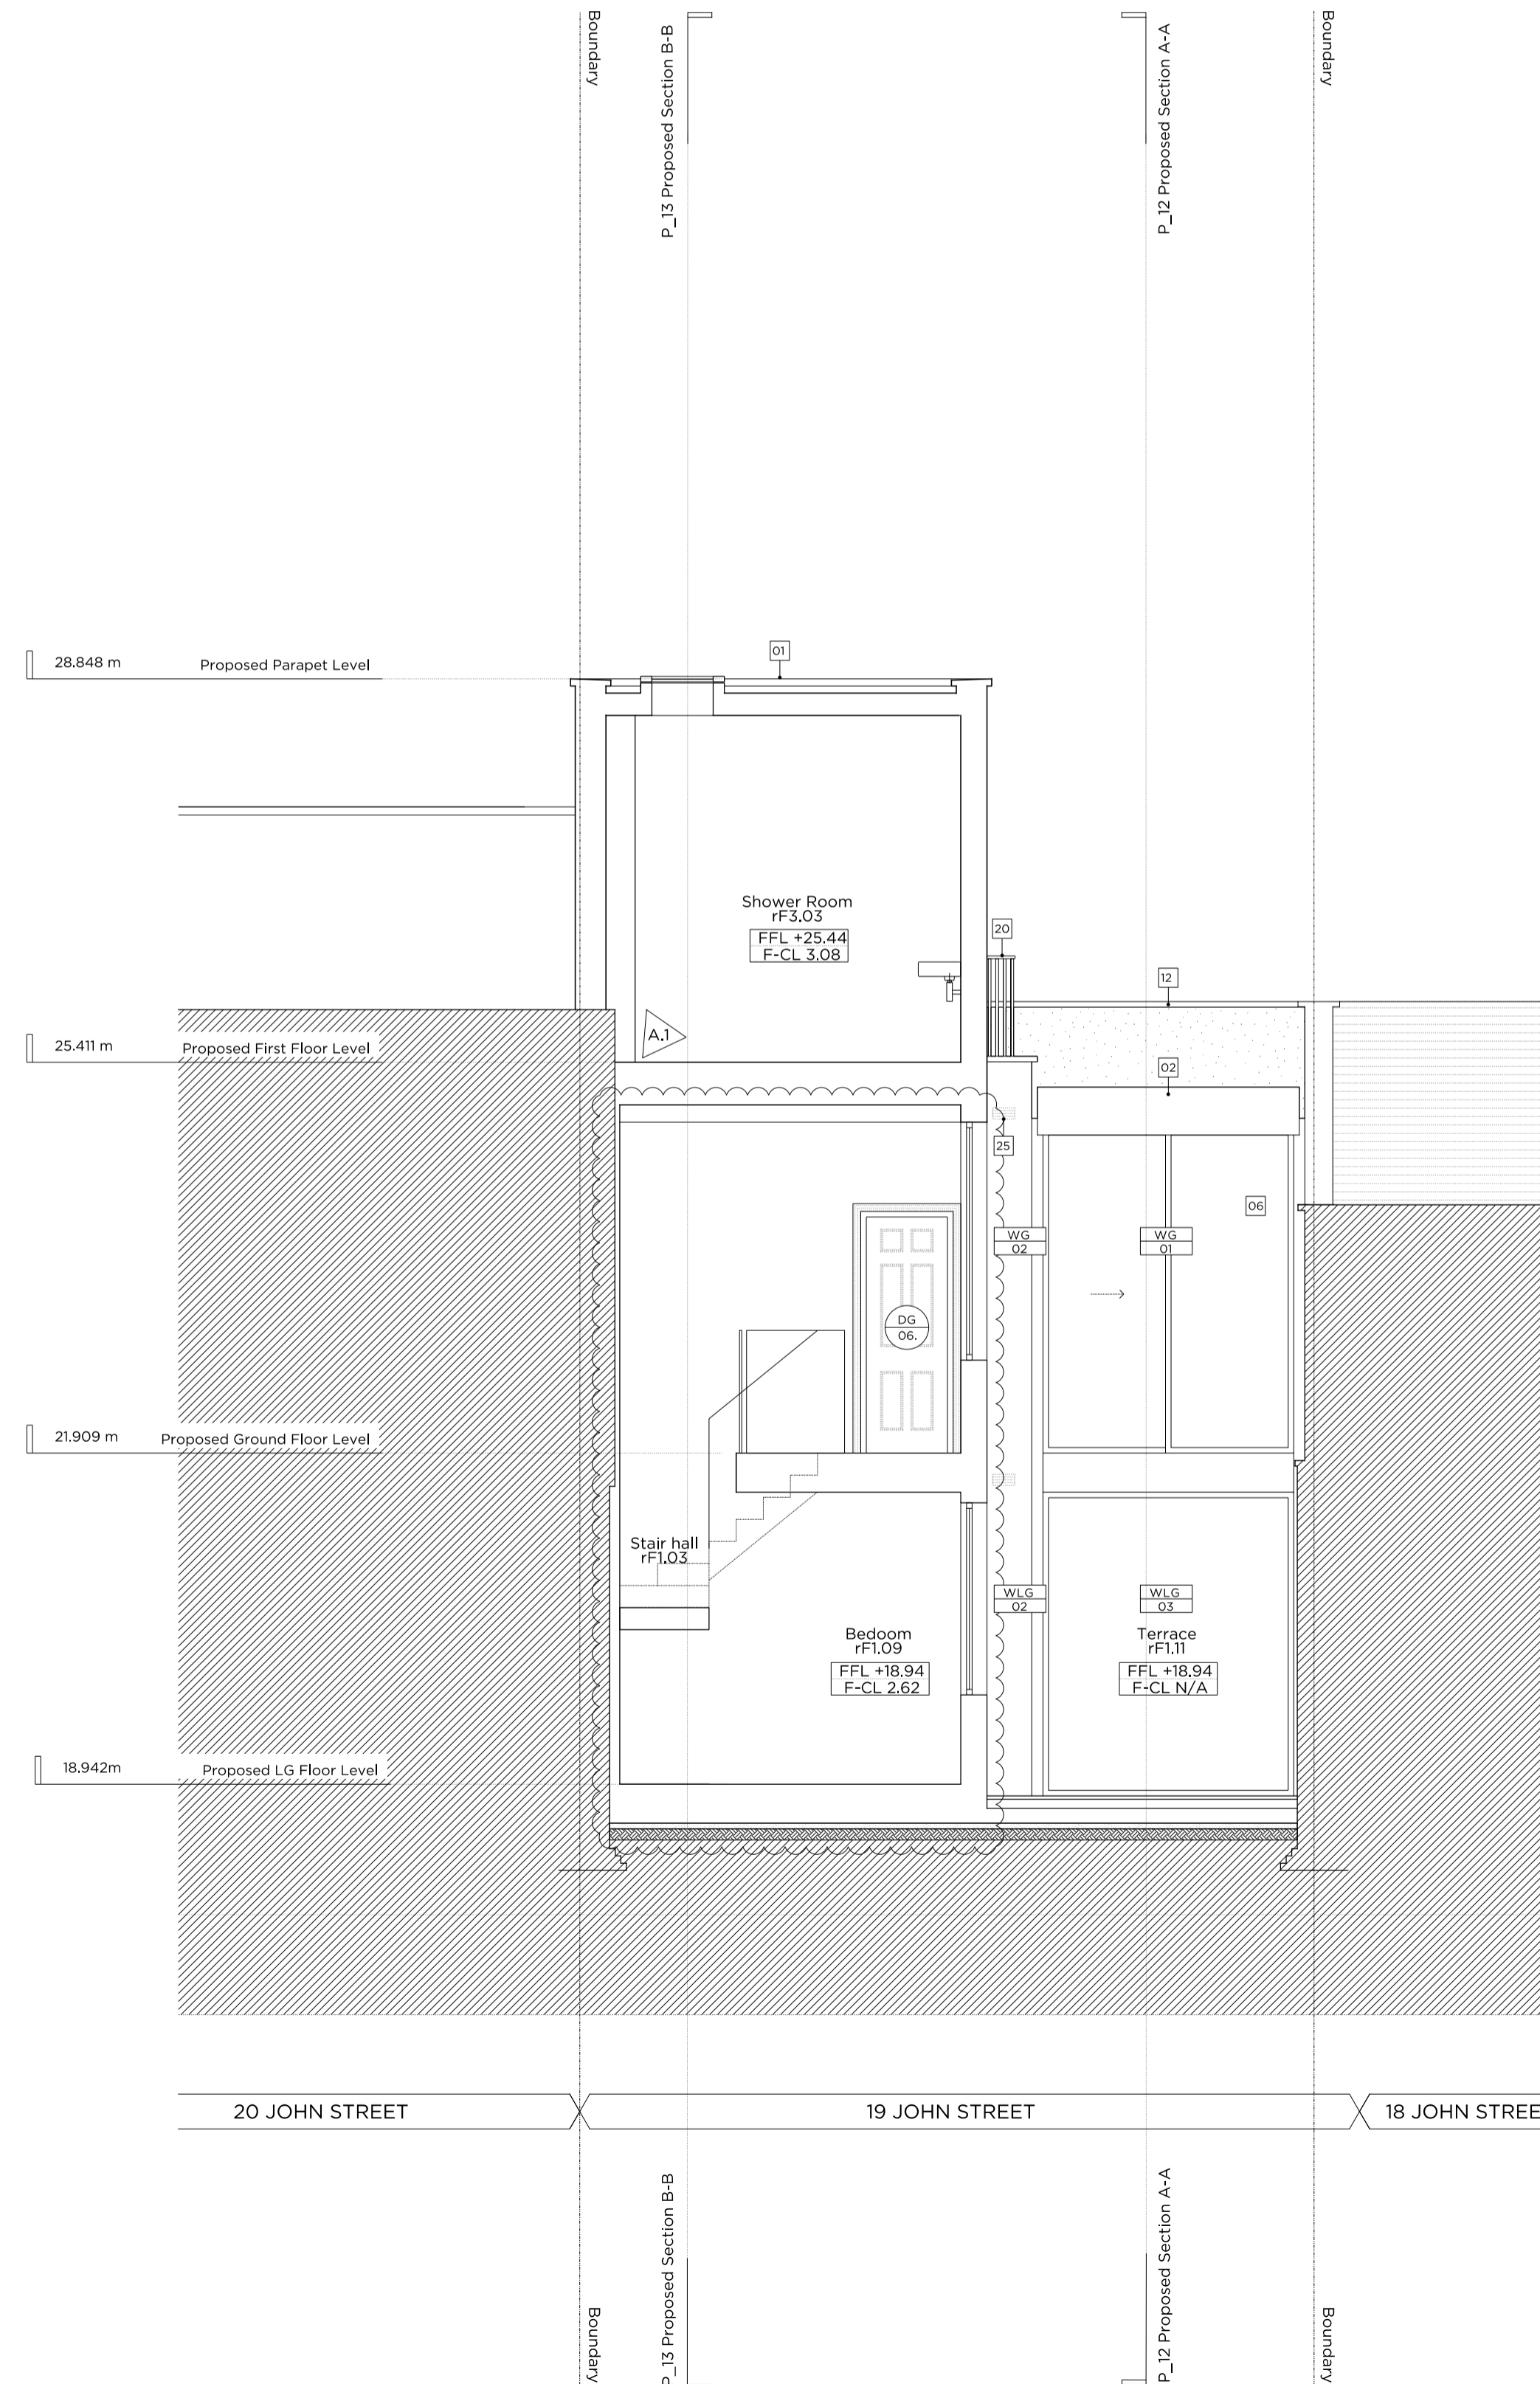 Boundary
P_13 Proposed Section B-B
P_12 Proposed Section A-A
Boundary
01
28.848 m
Proposed Parapet Level
Shower Room
rF3.03
FFL +25.44
F-CL 3.08
20
12
A.1
25.411 m
Proposed First Floor Level
02
25
06
WG
02
WG
01
DG
06.
21.909 m
Proposed Ground Floor Level
Stair hall
rF1.03
WLG
02
WLG
03
Bedoom
rF1.09
FFL +18.94
F-CL 2.62
Terrace
rF1.11
FFL +18.94
F-CL N/A
18.942m
Proposed LG Floor Level
20 JOHN STREET
19 JOHN STREET
18 JOHN STREE
P_13 Proposed Section B-B
P_12 Proposed Section A-A
Boundary
Boundary